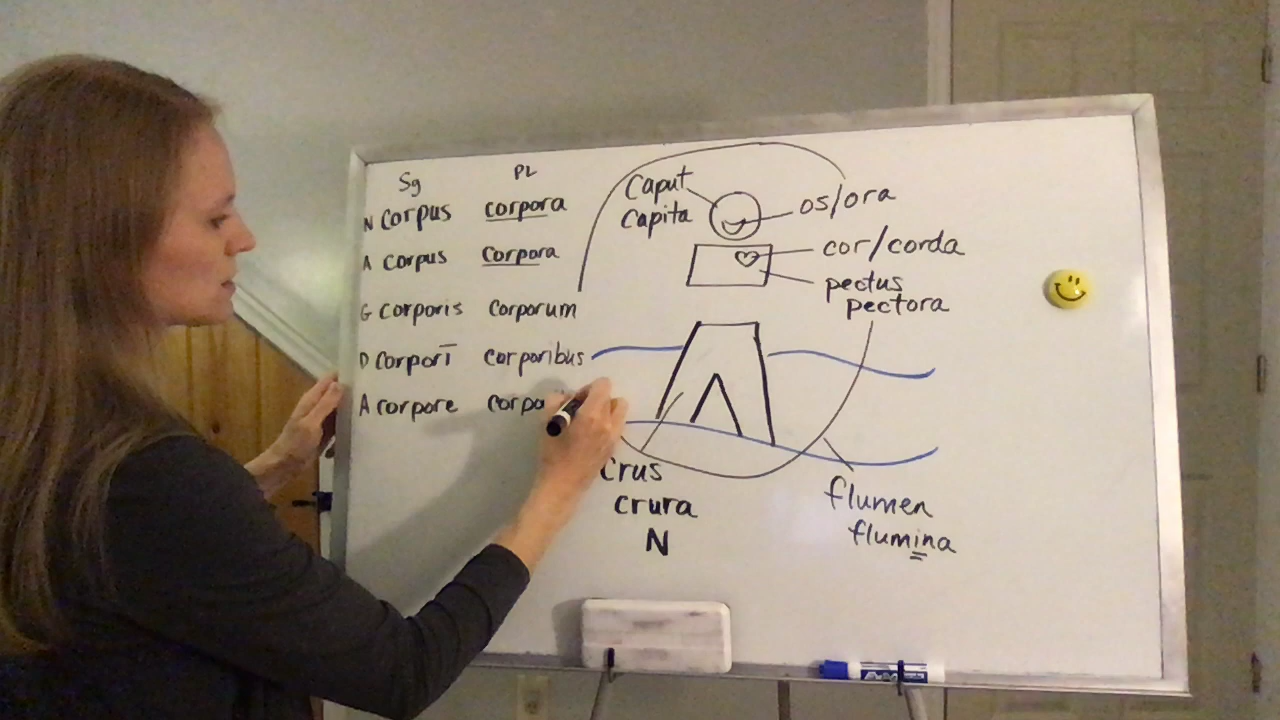 Sg PL
N corpus corpora
A corpus corpora
G corporis corporum
D corporī corporibus
A corpore
caput
capita
os/ora
cor/corda
pectus
pectora
crus
crura
N
flumen
flumina